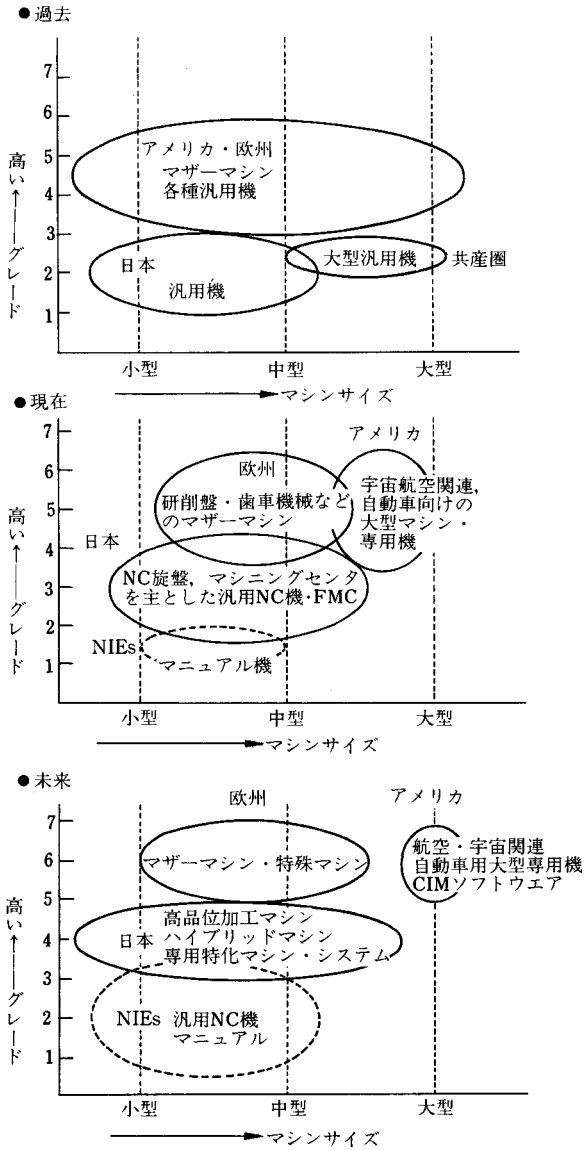 ●過去
7
6
5
4
3
2
1
高い←グレード
アメリカ・欧州
マザーマシン
各種汎用機
日本
汎用機
大型汎用機
共産圏
小型
中型
大型
→マシンサイズ
●現在
7
6
5
4
3
2
1
高い←グレード
アメリカ
欧州
研削盤・歯車機械など
のマザーマシン
宇宙航空関連,
自動車向けの
大型マシン・
専用機
日本
NC旋盤,マシニングセンタ
を主とした汎用NC機・FMC
NIEs
マニュアル機
小型
中型
大型
→マシンサイズ
●未来
7
6
5
4
3
2
1
高い←グレード
欧州
アメリカ
マザーマシン・特殊マシン
航空・宇宙関連
自動車用大型専用機
CIMソフトウエア
日本
高品位加工マシン
ハイブリッドマシン
専用特化マシン・システム
NIEs 汎用NC機
マニュアル
小型
中型
大型
→マシンサイズ